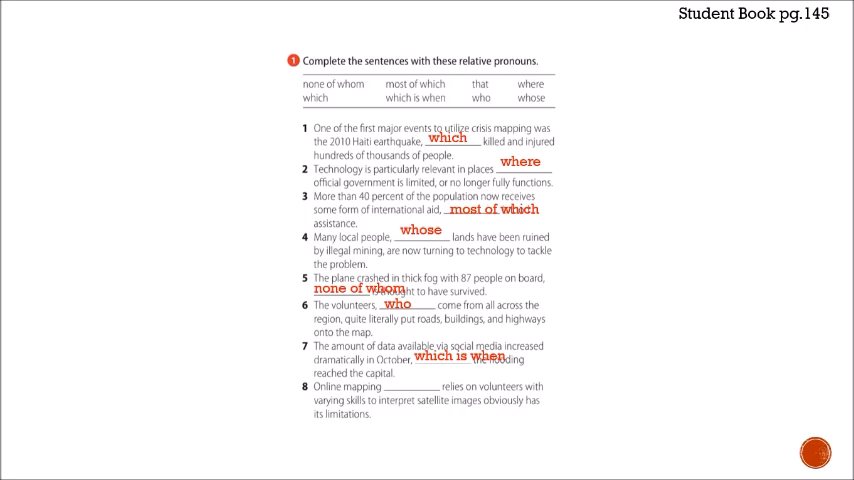 Student Book pg.145
1 Complete the sentences with these relative pronouns.
none of whom most of which that where
which which is when who whose
1 One of the first major events to utilize crisis mapping was
the 2010 Haiti earthquake, which killed and injured
hundreds of thousands of people.
2 Technology is particularly relevant in places where
official government is limited, or no longer fully functions.
3 More than 40 percent of the population now receives
some form of international aid, most of which
assistance.
4 Many local people, whose lands have been ruined
by illegal mining, are now turning to technology to tackle
the problem.
5 The plane crashed in thick fog with 87 people on board,
none of whom thought to have survived.
6 The volunteers, who come from all across the
region, quite literally put roads, buildings, and highways
onto the map.
7 The amount of data available via social media increased
dramatically in October, which is when the flooding
reached the capital.
8 Online mapping ________ relies on volunteers with
varying skills to interpret satellite images obviously has
its limitations.